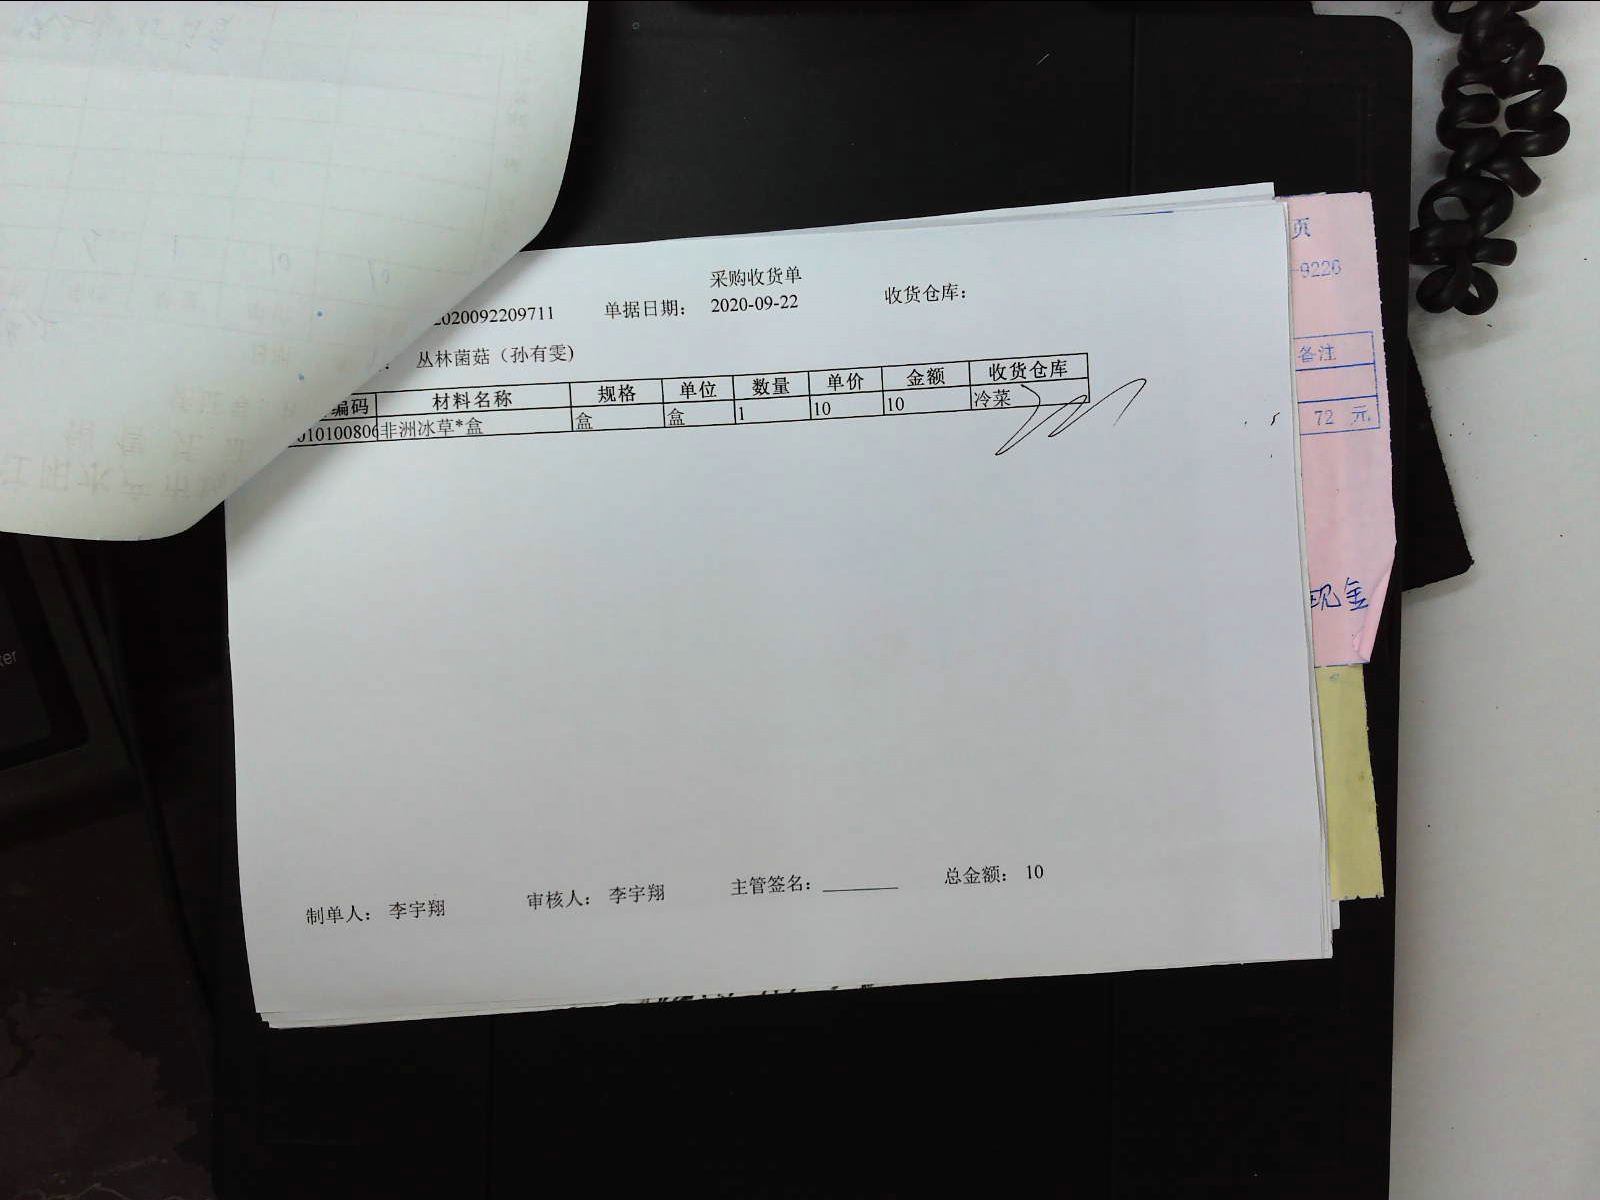 采购收货单
2020092209711 单据日期： 2020-09-22 收货仓库：
丛林菌菇（孙有雯）
编码 材料名称 规格 单位 数量 单价 金额 收货仓库
010100806 非洲冰草*盒 盒 盒 1 10 10 冷菜
制单人： 李宇翔 审核人： 李宇翔 主管签名： 总金额： 10
页
-9226
备注
72 元
现金